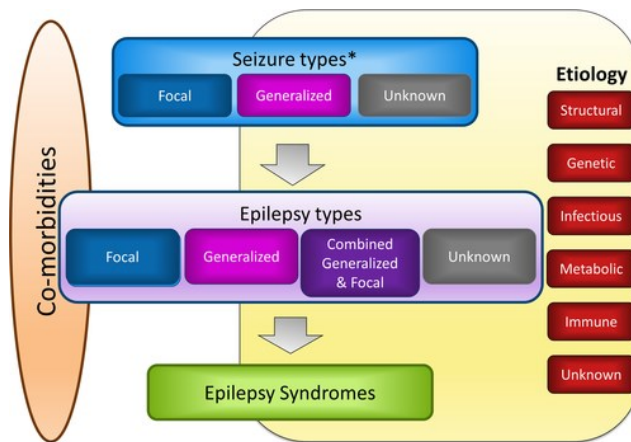 Co-morbidities
Seizure types*
Focal
Generalized
Unknown
Epilepsy types
Focal
Generalized
Combined
Generalized
& Focal
Unknown
Epilepsy Syndromes
Etiology
Structural
Genetic
Infectious
Metabolic
Immune
Unknown